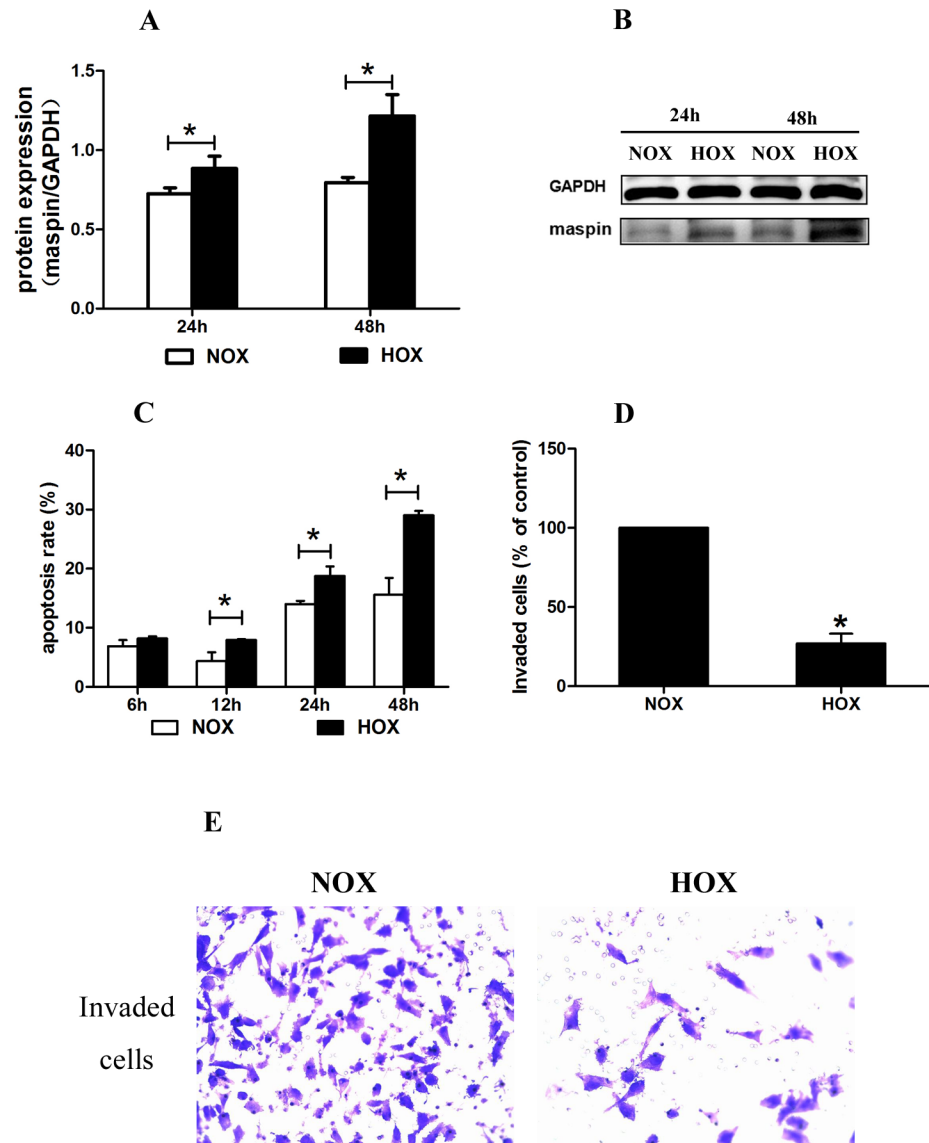 A
protein expression
(maspin/GAPDH)
1.5
1.0
0.5
0.0
*
*
24h
48h
NOX
HOX
B
24h
48h
NOX HOX NOX HOX
GAPDH
maspin
C
apoptosis rate (%)
40
30
20
10
0
*
*
*
6h
12h
24h
48h
NOX
HOX
D
Invaded cells (% of control)
150
100
50
0
*
NOX
HOX
E
NOX
HOX
Invaded
cells